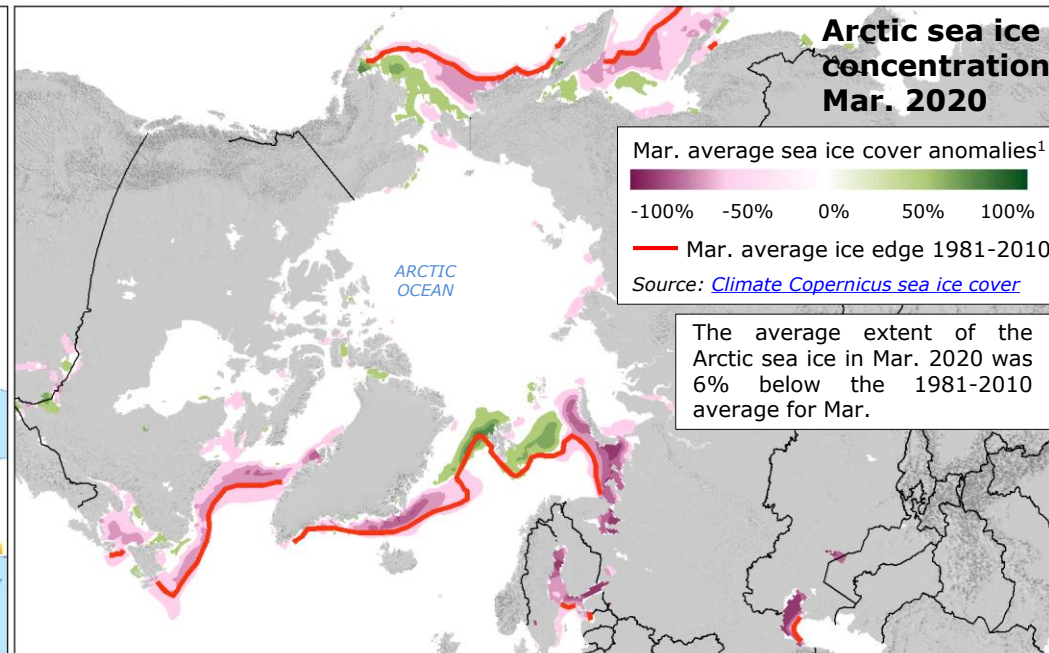 Arctic sea ice
concentration
Mar. 2020
Mar. average sea ice cover anomalies¹
-100% -50% 0% 50% 100%
Mar. average ice edge 1981-2010
Source: Climate Copernicus sea ice cover
The average extent of the
Arctic sea ice in Mar. 2020 was
6% below the 1981-2010
average for Mar.
ARCTIC
OCEAN